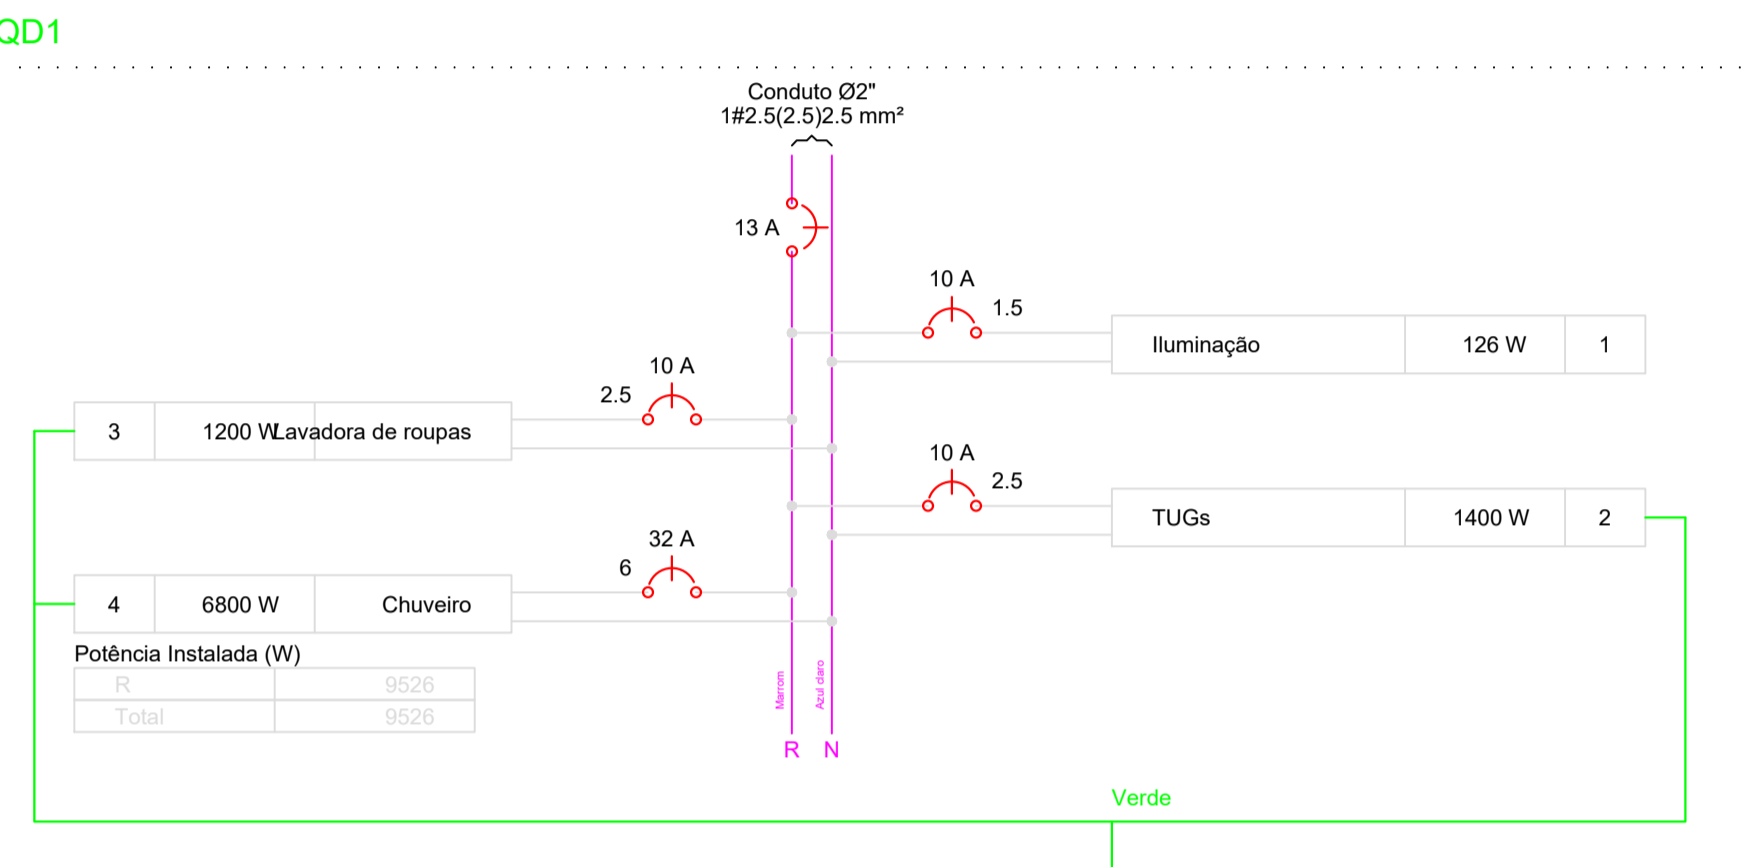 QD1
Conduto Ø2"
1#2.5(2.5)2.5 mm²
13 A
10 A
1.5
Iluminação 126 W 1
10 A
2.5
3 1200 W Lavadora de roupas
10 A
2.5
TUGs 1400 W 2
32 A
6
4 6800 W Chuveiro
Potência Instalada (W)
R 9526
Total 9526
Marrom
Azul claro
R N
Verde